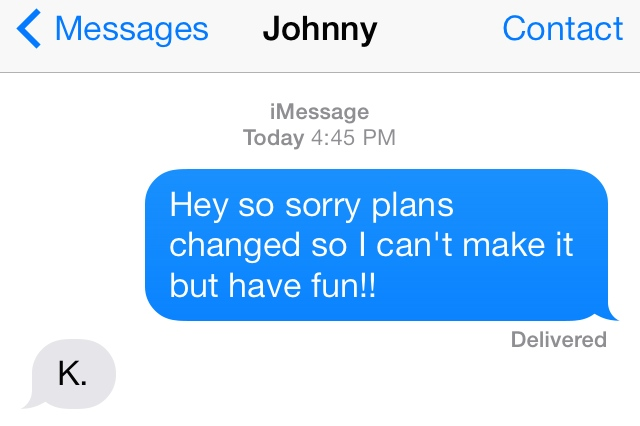 Messages Johnny Contact
iMessage
Today 4:45 PM
Hey so sorry plans
changed so I can't make it
but have fun!!
Delivered
K.